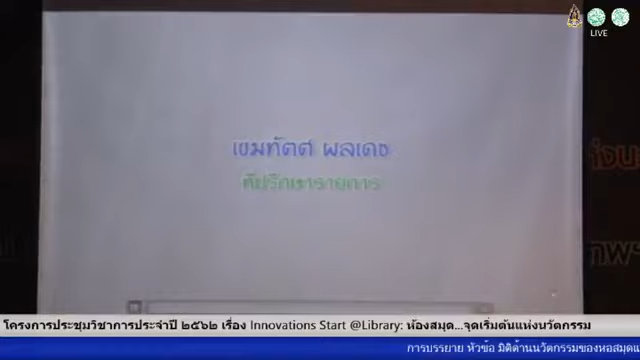 LIVE
เขมทัตต์ พลเดช
ที่ปรึกษารายการ
โครงการประชุมวิชาการประจำปี ๒๕๖๒ เรื่อง Innovations Start @Library: ห้องสมุด...จุดเริ่มต้นแห่งนวัตกรรม
การบรรยาย หัวข้อ มิติด้านนวัตกรรมของหอสมุดแ